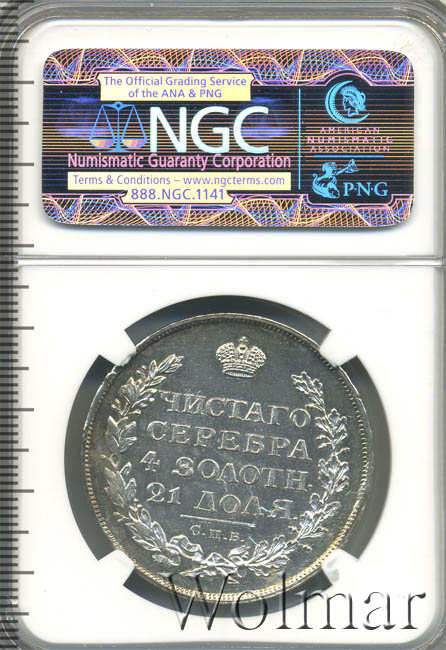 The Official Grading Service
of the ANA & PNG
NGC
Numismatic Guaranty Corporation
Terms & Conditions – www.ngcterms.com
888.NGC.1141
AMERICAN
NUMISMATIC
ASSOCIATION
P·N·G
ЧИСТАГО
СЕРЕБРА
4 ЗОЛОТН.
21 ДОЛЯ.
С.П.Б.
Wolmar